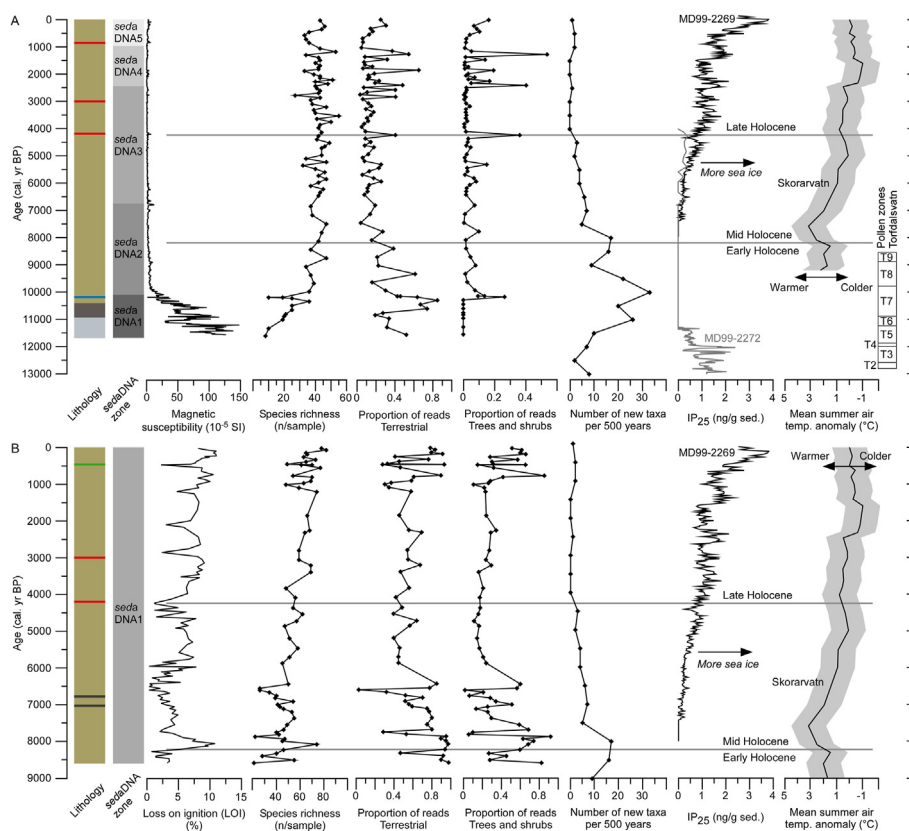 A
MD99-2269
seda
DNA5
seda
DNA4
seda
DNA3
seda
DNA2
seda
DNA1
Late Holocene
More sea ice
Skorarvatn
Mid Holocene
Early Holocene
Warmer
Colder
MD99-2272
Pollen zones
Torfdalsvatn
T9
T8
T7
T6
T5
T4
T3
T2
Age (cal. yr BP)
0
1000
2000
3000
4000
5000
6000
7000
8000
9000
10000
11000
12000
13000
0 50 100 150
0 20 40 60
0 0.4 0.8
0 0.4 0.8
0 10 20 30 40
0 1 2 3 4
5 3 1 -1
Lithology
sedaDNA
zone
Magnetic
susceptibility (10-5 SI)
Species richness
(n/sample)
Proportion of reads
Terrestrial
Proportion of reads
Trees and shrubs
Number of new taxa
per 500 years
IP25 (ng/g sed.)
Mean summer air
temp. anomaly (°C)
B
MD99-2269
Warmer
Colder
sedа
DNA1
Late Holocene
More sea ice
Skorarvatn
Mid Holocene
Early Holocene
Age (cal. yr BP)
0
1000
2000
3000
4000
5000
6000
7000
8000
9000
0 5 10 15
20 40 60 80
0 0.4 0.8
0 0.4 0.8
0 10 20 30 40
0 1 2 3 4
5 3 1 -1
Lithology
sedaDNA
zone
Loss on ignition (LOI)
(%)
Species richness
(n/sample)
Proportion of reads
Terrestrial
Proportion of reads
Trees and shrubs
Number of new taxa
per 500 years
IP25 (ng/g sed.)
Mean summer air
temp. anomaly (°C)